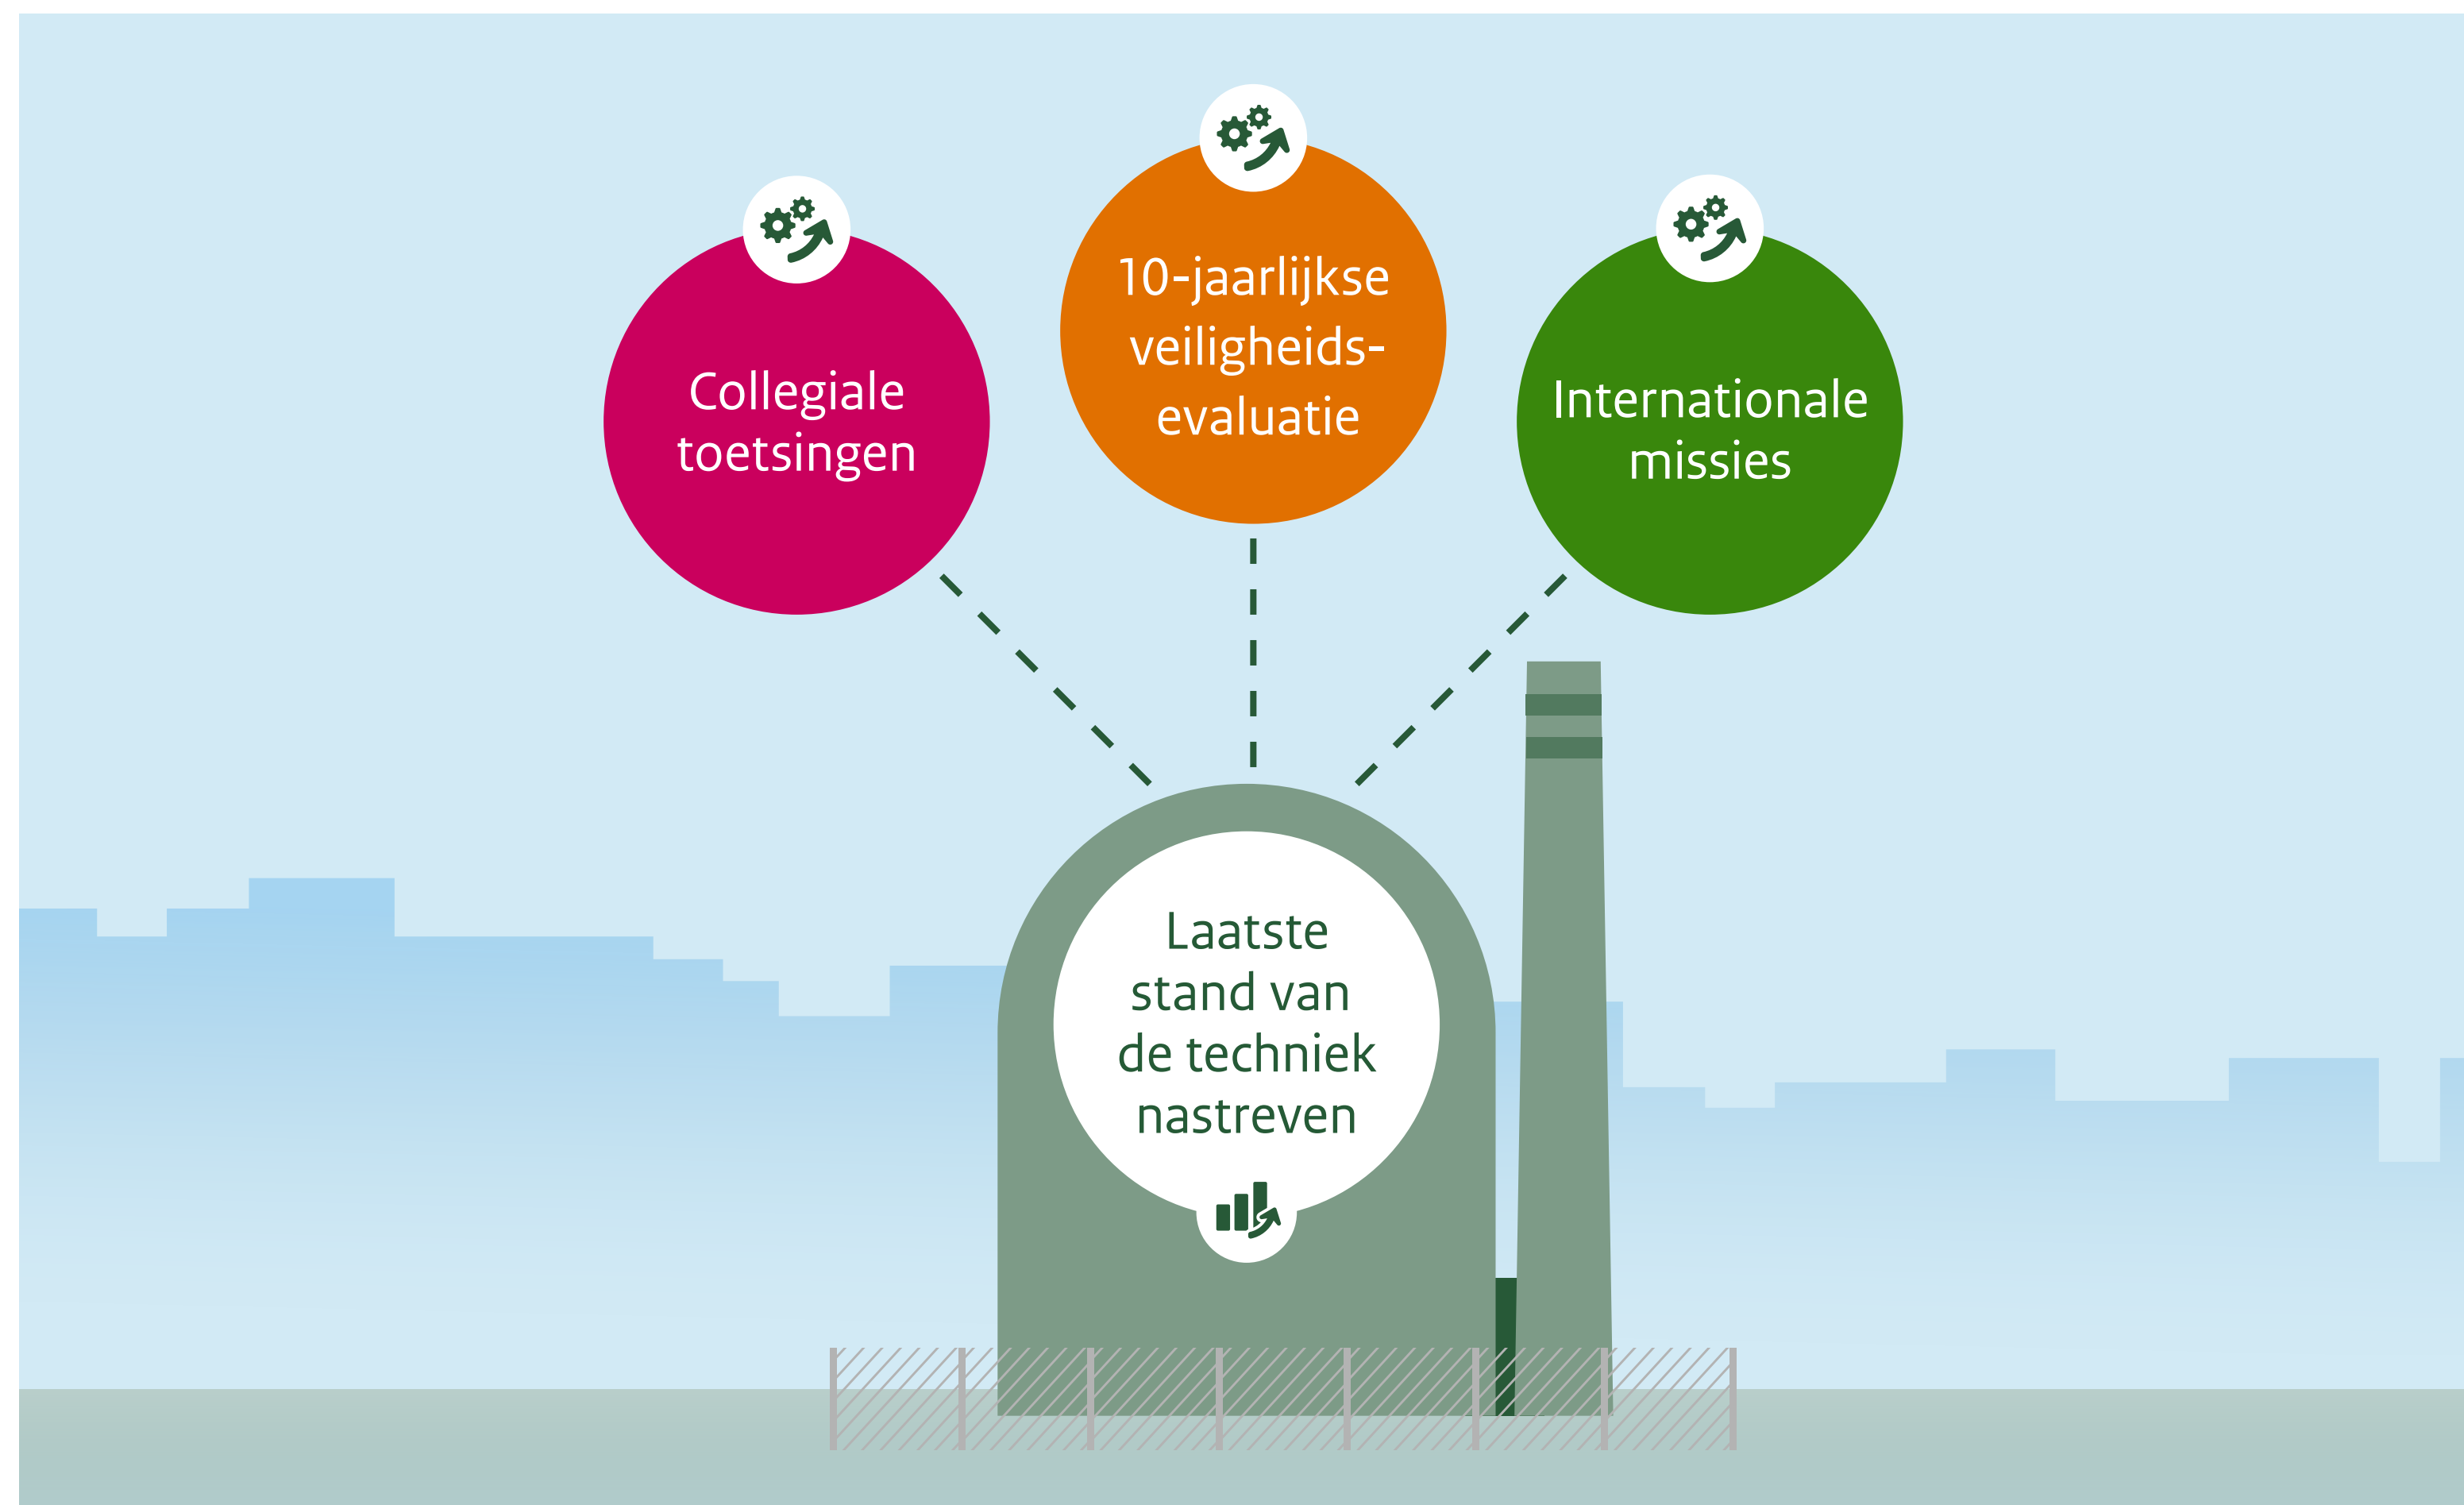 Collegiale
toetsingen
10-jaarlijkse
veiligheids-
evaluatie
Internationale
missies
Laatste
stand van
de techniek
nastreven